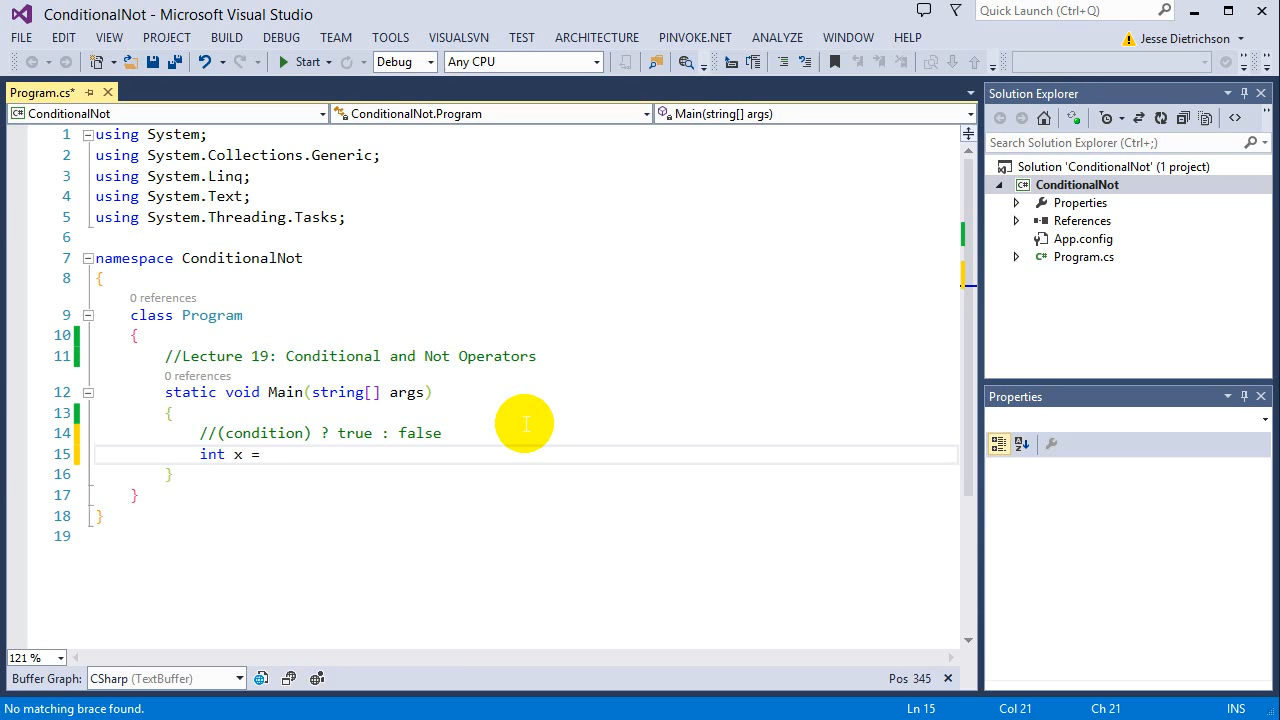 ConditionalNot - Microsoft Visual Studio
Quick Launch (Ctrl+Q)
FILE EDIT VIEW PROJECT BUILD DEBUG TEAM TOOLS VISUALSVN TEST ARCHITECTURE PINVOKE.NET ANALYZE WINDOW HELP
Jesse Dietrichson
Start Debug Any CPU
Program.cs*
ConditionalNot ConditionalNot.Program Main(string[] args)
1 using System;
2 using System.Collections.Generic;
3 using System.Linq;
4 using System.Text;
5 using System.Threading.Tasks;
6
7 namespace ConditionalNot
8 {
0 references
9 class Program
10 {
11 //Lecture 19: Conditional and Not Operators
0 references
12 static void Main(string[] args)
13 {
14 //(condition) ? true : false
15 int x =
16 }
17 }
18 }
19
121 %
Buffer Graph: CSharp (TextBuffer) Pos 345
No matching brace found. Ln 15 Col 21 Ch 21 INS
Solution Explorer
Search Solution Explorer (Ctrl+;)
Solution 'ConditionalNot' (1 project)
ConditionalNot
Properties
References
App.config
Program.cs
Properties